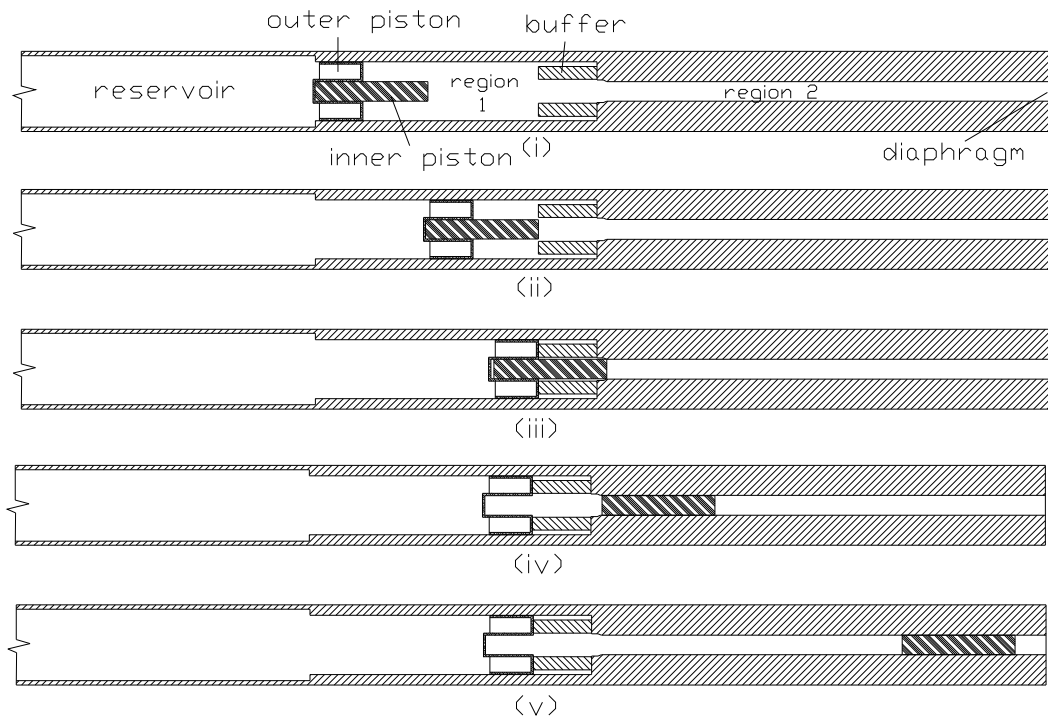 outer piston
buffer
reservoir
region
1
region 2
inner piston
(i)
diaphragm
(ii)
(iii)
(iv)
(v)